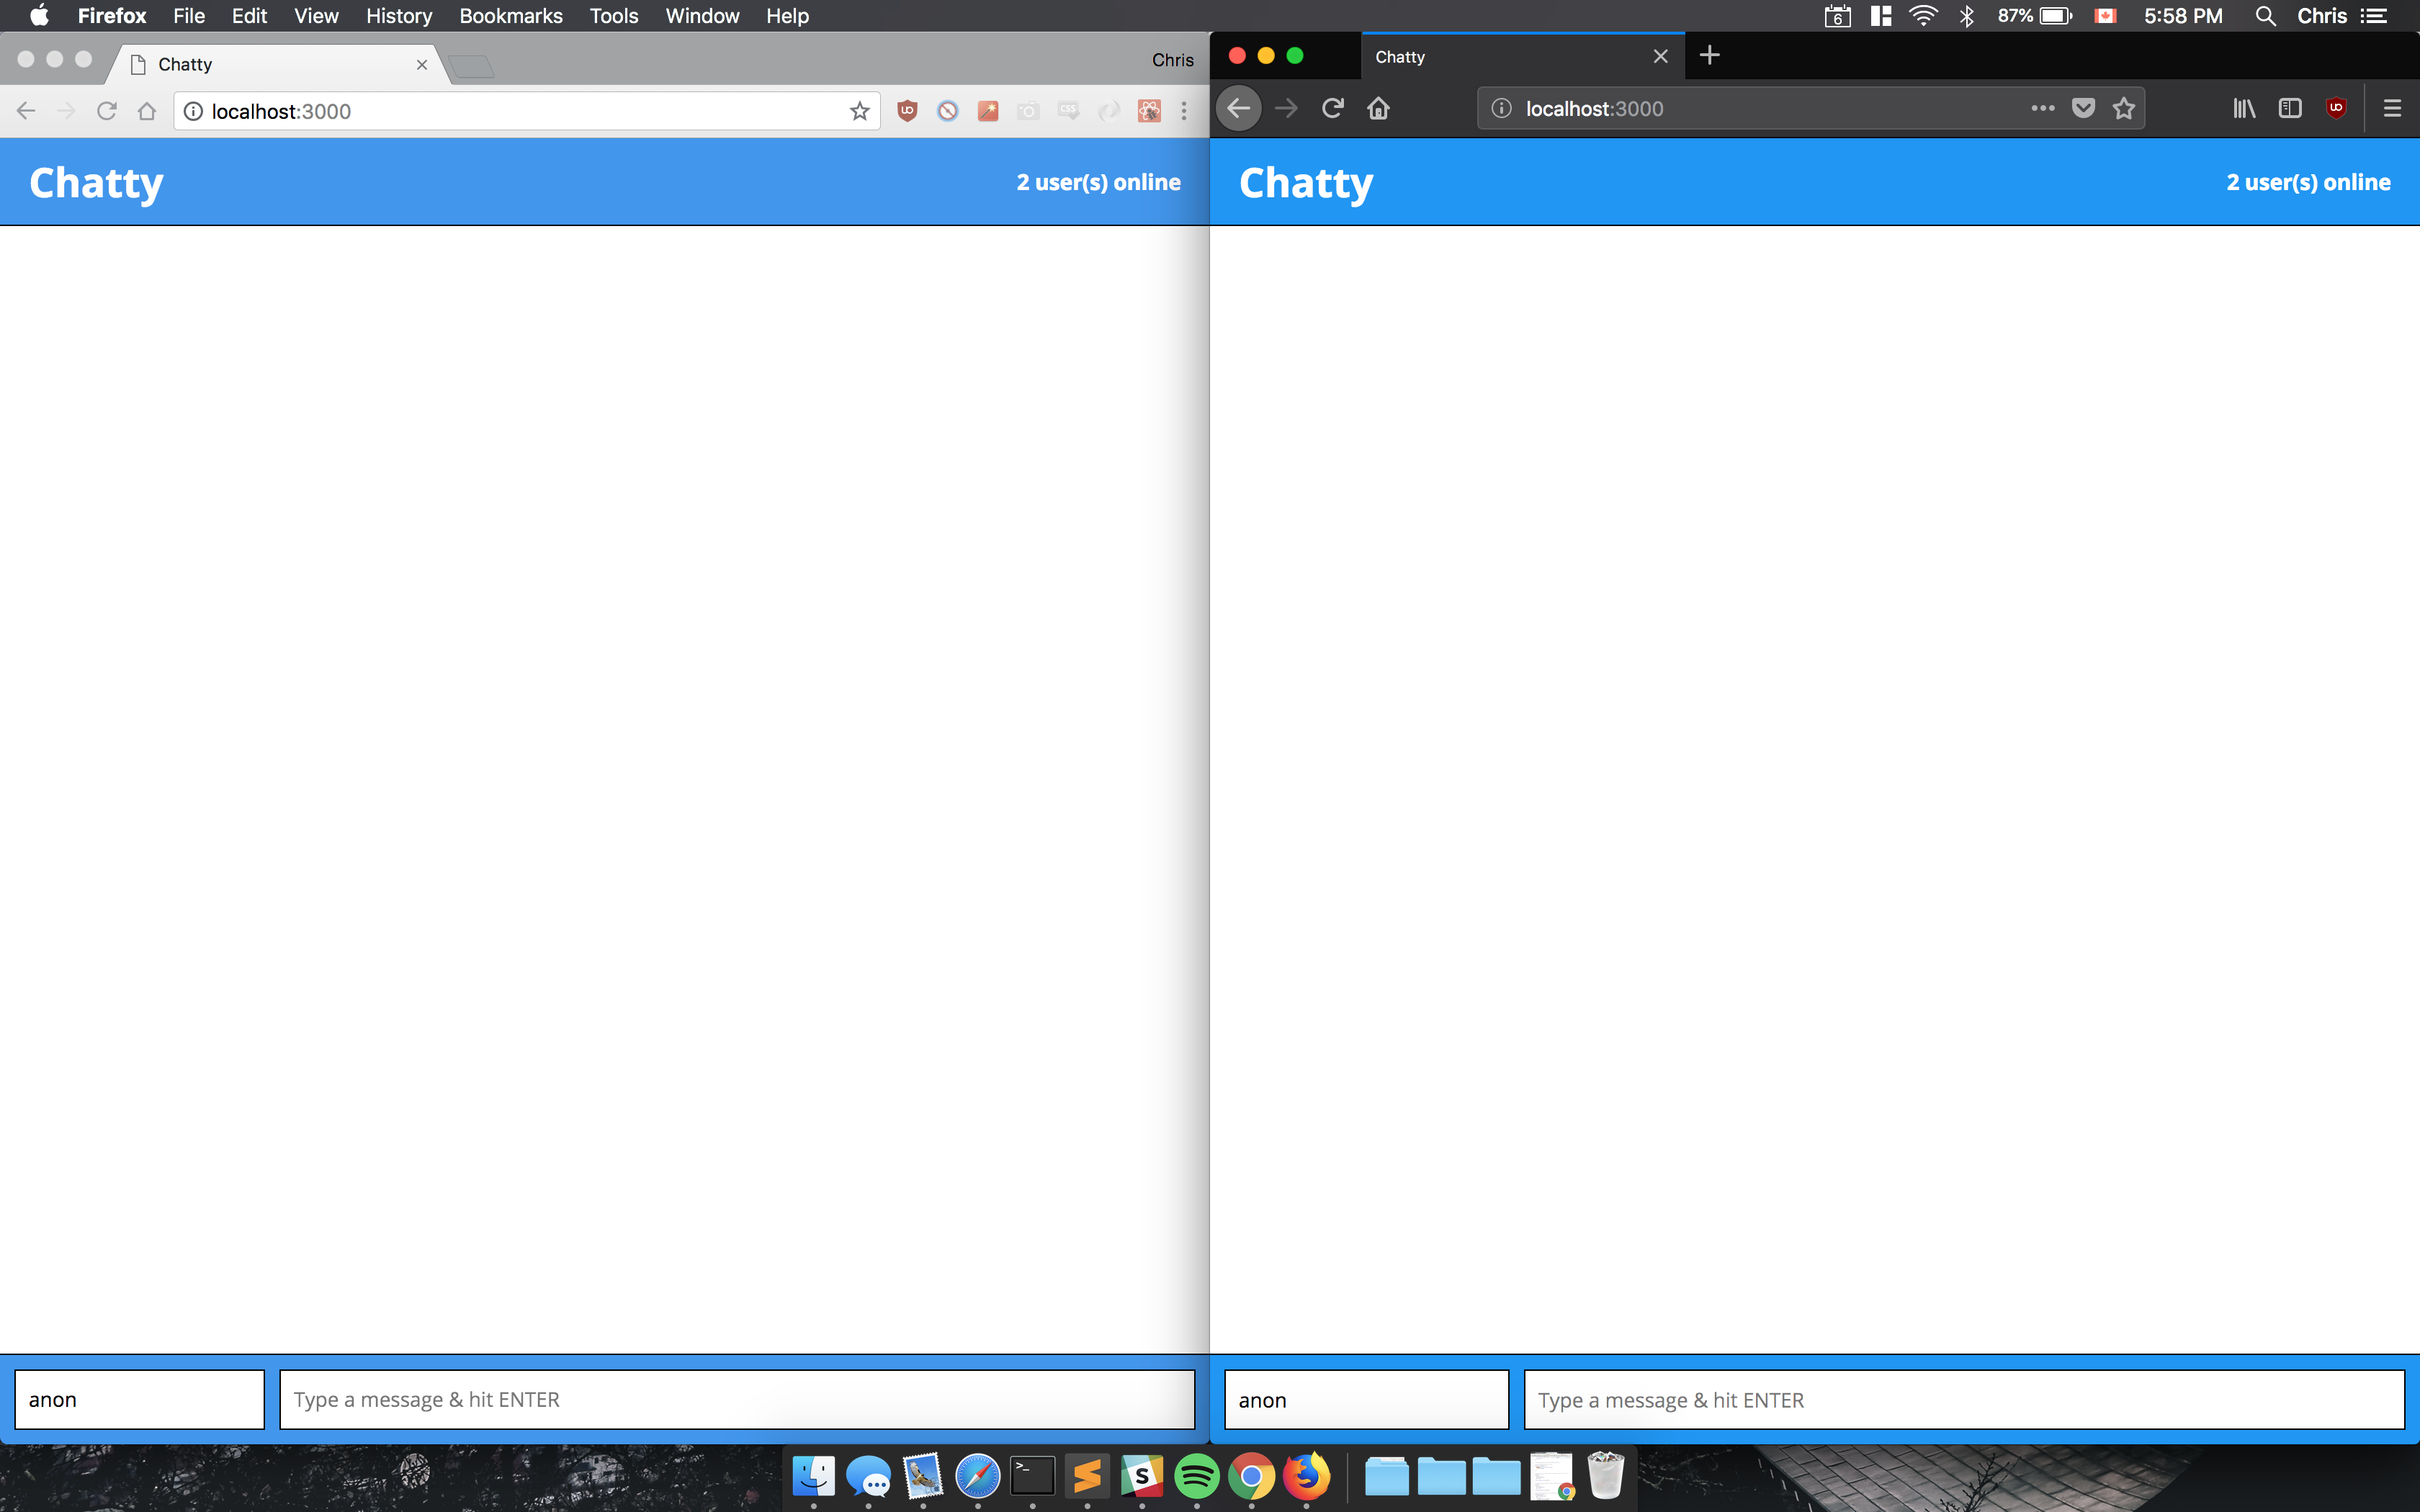 Firefox File Edit View History Bookmarks Tools Window Help
6 87% 5:58 PM Chris
Chatty
Chris
localhost:3000
CSS
Chatty
2 user(s) online
anon
Type a message & hit ENTER
Chatty
localhost:3000
Chatty
2 user(s) online
anon
Type a message & hit ENTER
S